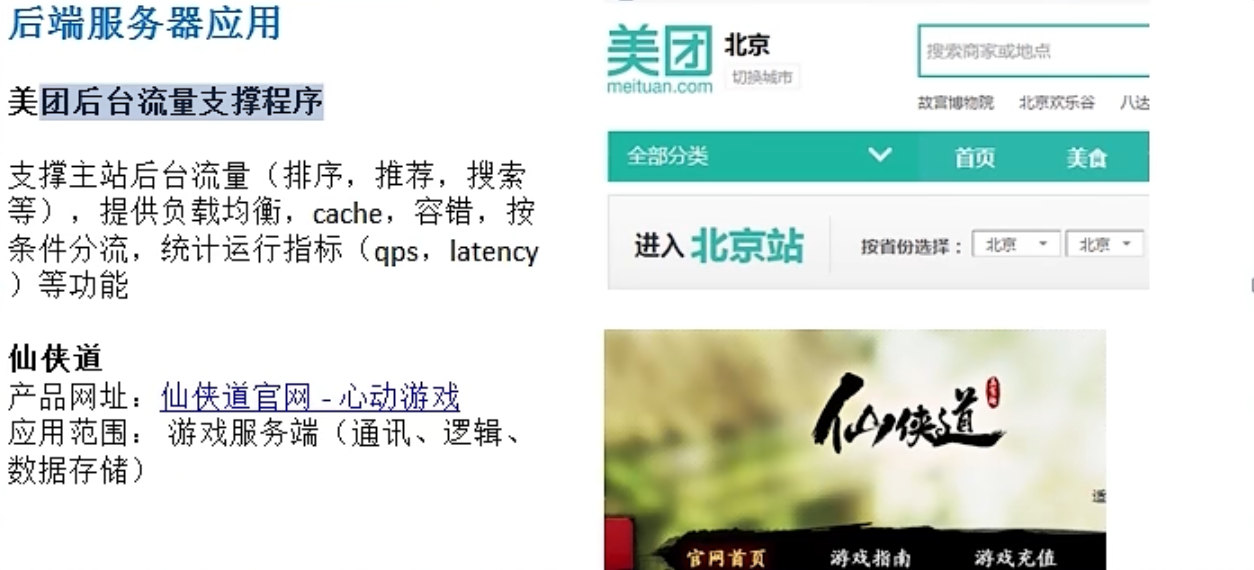 后端服务器应用
美团后台流量支撑程序
支撑主站后台流量（排序，推荐，搜索
等），提供负载均衡，cache，容错，按
条件分流，统计运行指标（qps，latency
）等功能
仙侠道
产品网址：仙侠道官网 - 心动游戏
应用范围： 游戏服务端（通讯、逻辑、
数据存储）
美团
meituan.com
北京
切换城市
搜索商家或地点
故宫博物院 北京欢乐谷 八达
全部分类 首页 美食
进入北京站 按省份选择： 北京 北京
仙侠道
官网首页 游戏指南 游戏充值